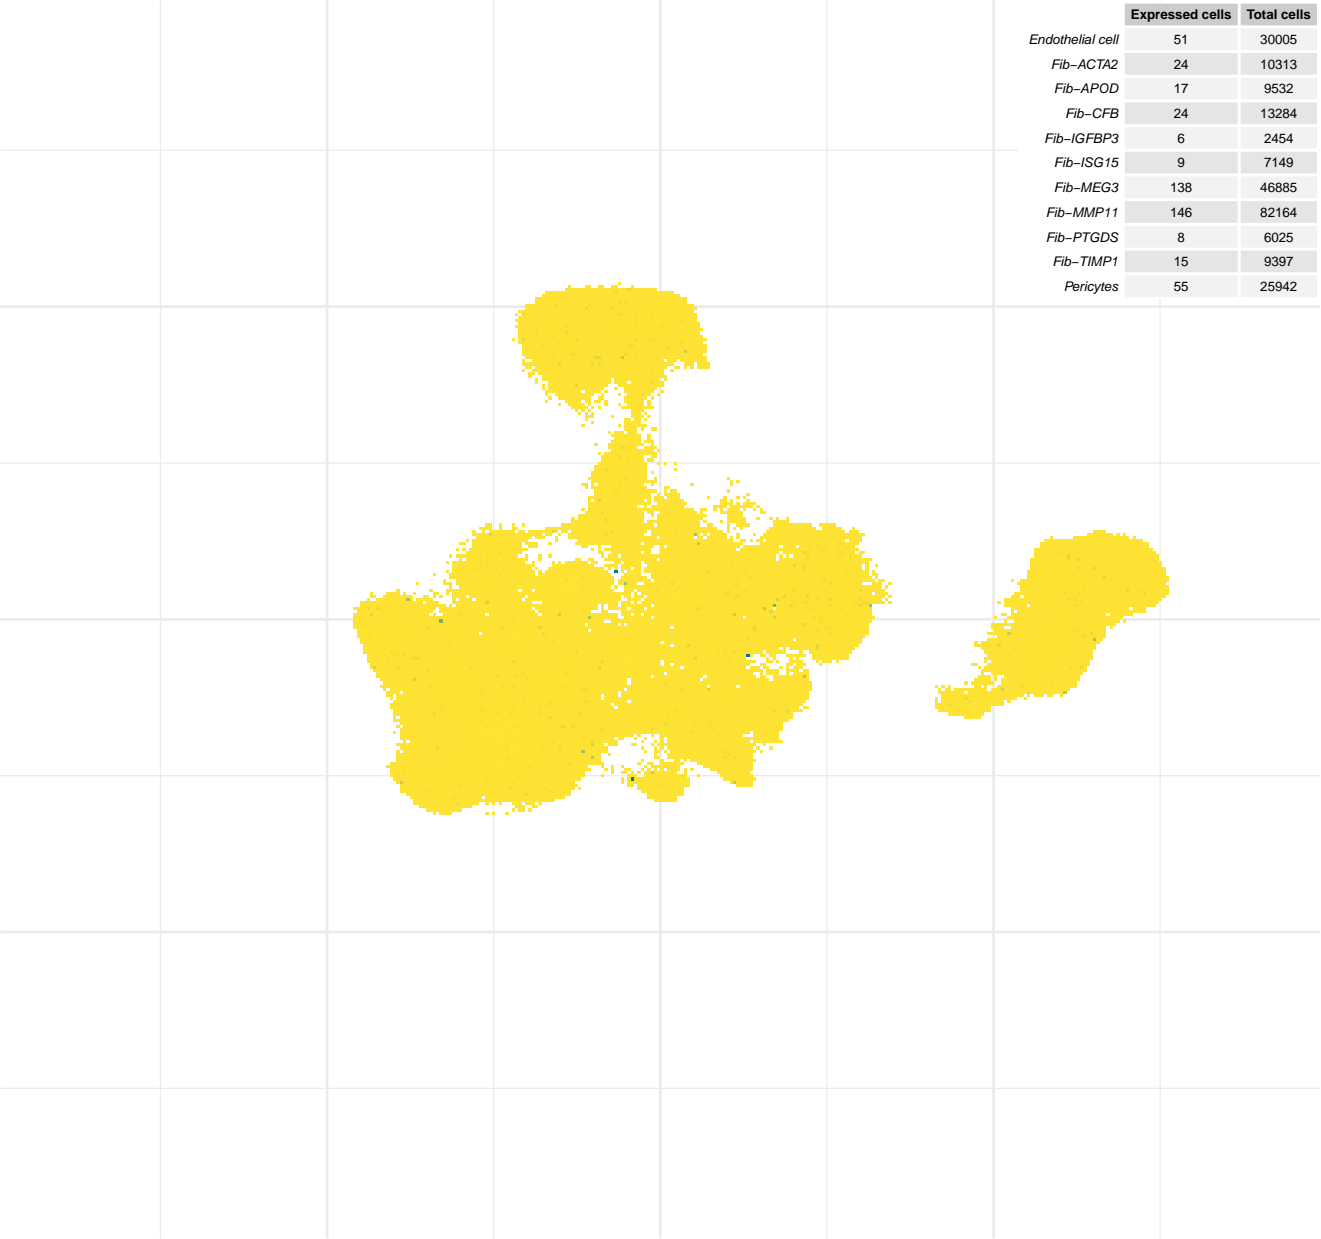 Expressed cells Total cells
Endothelial cell 51 30005
Fib−ACTA2 24 10313
Fib−APOD 17 9532
Fib−CFB 24 13284
Fib−IGFBP3 6 2454
Fib−ISG15 9 7149
Fib−MEG3 138 46885
Fib−MMP11 146 82164
Fib−PTGDS 8 6025
Fib−TIMP1 15 9397
Pericytes 55 25942